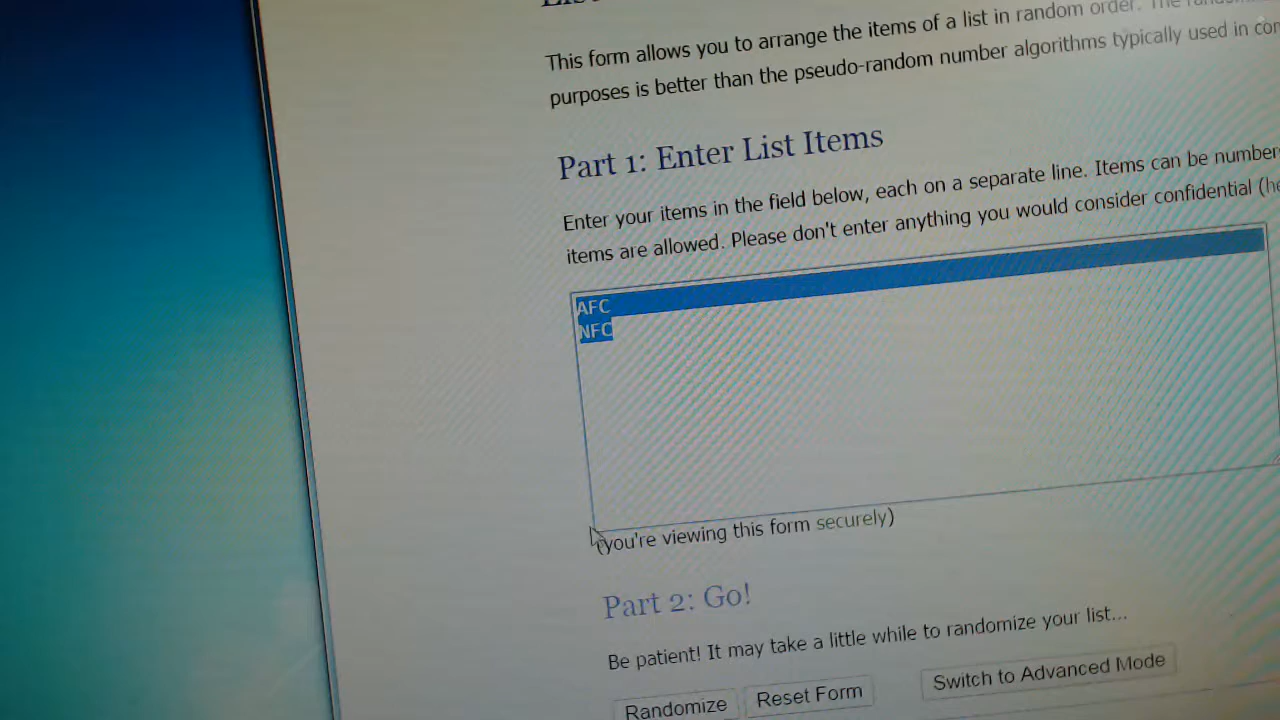 This form allows you to arrange the items of a list in random order. The
purposes is better than the pseudo-random number algorithms typically used in
Part 1: Enter List Items
Enter your items in the field below, each on a separate line. Items can be
items are allowed. Please don't enter anything you would consider confidential
AFC
NFC
(you're viewing this form securely)
Part 2: Go!
Be patient! It may take a little while to randomize your list...
Randomize Reset Form Switch to Advanced Mode